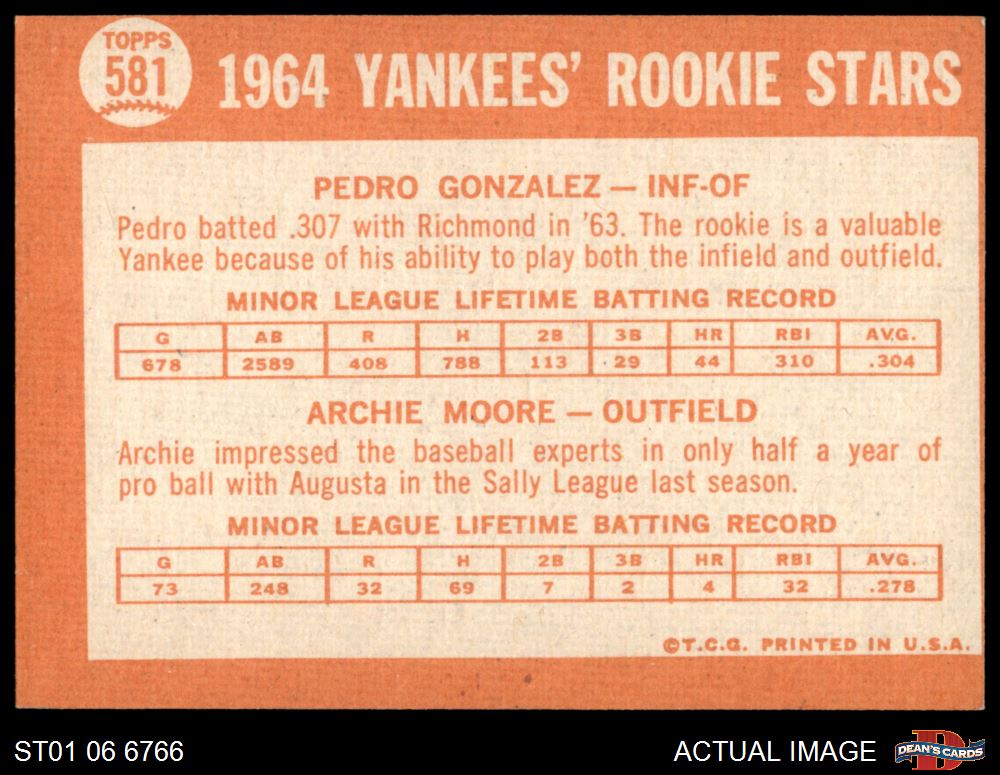 TOPPS
581
1964 YANKEES' ROOKIE STARS
PEDRO GONZALEZ — INF-OF
Pedro batted .307 with Richmond in '63. The rookie is a valuable
Yankee because of his ability to play both the infield and outfield.
MINOR LEAGUE LIFETIME BATTING RECORD
G AB R H 2B 3B HR RBI AVG.
678 2589 408 788 113 29 44 310 .304
ARCHIE MOORE — OUTFIELD
Archie impressed the baseball experts in only half a year of
pro ball with Augusta in the Sally League last season.
MINOR LEAGUE LIFETIME BATTING RECORD
G AB R H 2B 3B HR RBI AVG.
73 248 32 69 7 2 4 32 .278
©T.C.G. PRINTED IN U.S.A.
ST01 06 6766
ACTUAL IMAGE
D
DEAN'S CARDS